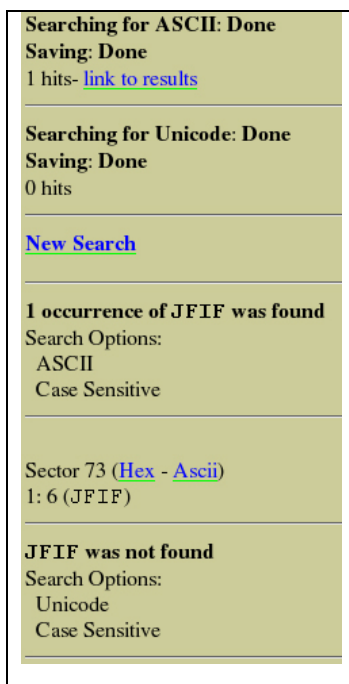 Searching for ASCII: Done
Saving: Done
1 hits- link to results
Searching for Unicode: Done
Saving: Done
0 hits
New Search
1 occurrence of JFIF was found
Search Options:
ASCII
Case Sensitive
Sector 73 (Hex - Ascii)
1: 6 (JFIF)
JFIF was not found
Search Options:
Unicode
Case Sensitive